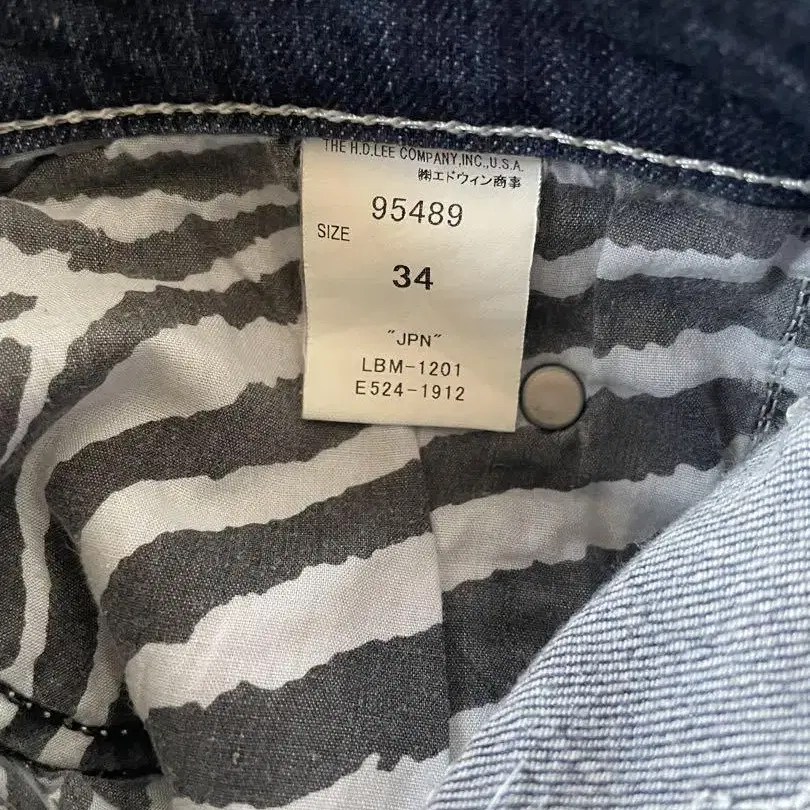 THE H.D.LEE COMPANY,INC.,U.S.A.
㈱エドウィン商事
95489
SIZE
34
"JPN"
LBM-1201
E524-1912